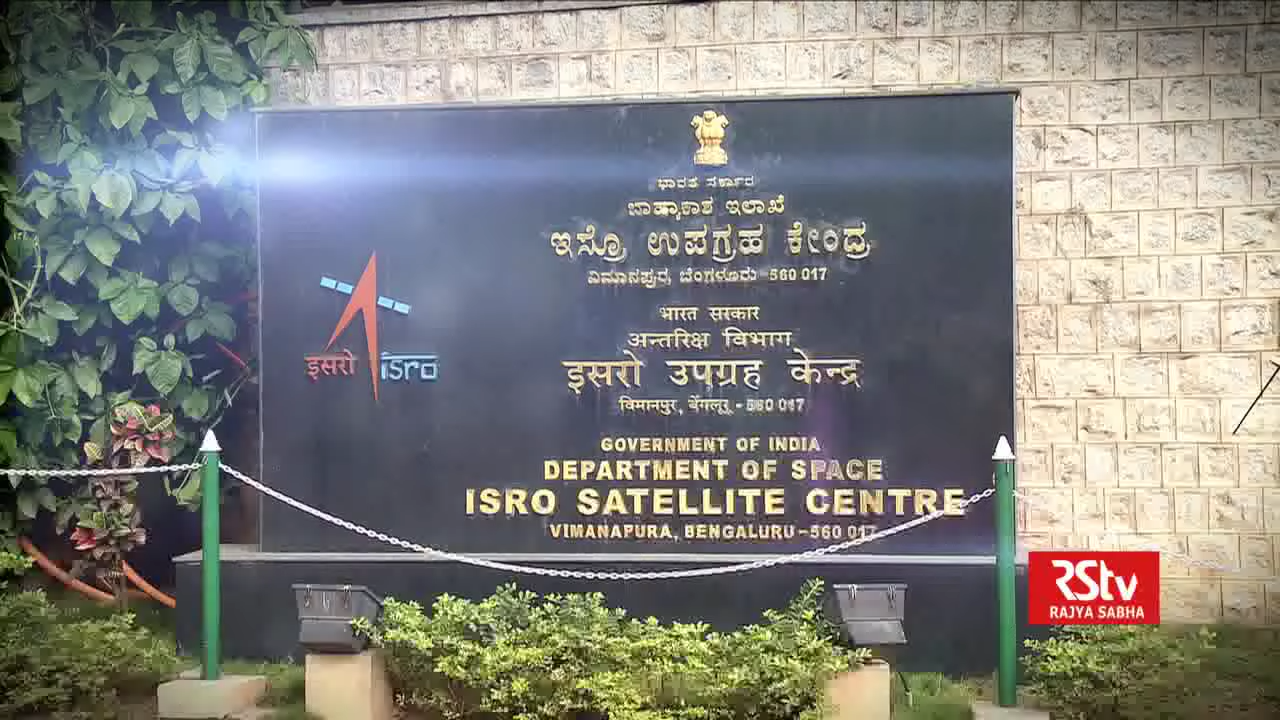 ಭಾರತ ಸರ್ಕಾರ
ಬಾಹ್ಯಾಕಾಶ ಇಲಾಖೆ
ಇಸ್ರೊ ಉಪಗ್ರಹ ಕೇಂದ್ರ
ವಿಮಾನಪುರ, ಬೆಂಗಳೂರು-560 017
भारत सरकार
अन्तरिक्ष विभाग
इसरो उपग्रह केन्द्र
विमानपुर, बेंगलूर - 560 017
इसरो isro
GOVERNMENT OF INDIA
DEPARTMENT OF SPACE
ISRO SATELLITE CENTRE
VIMANAPURA, BENGALURU-560 017
RStv
RAJYA SABHA